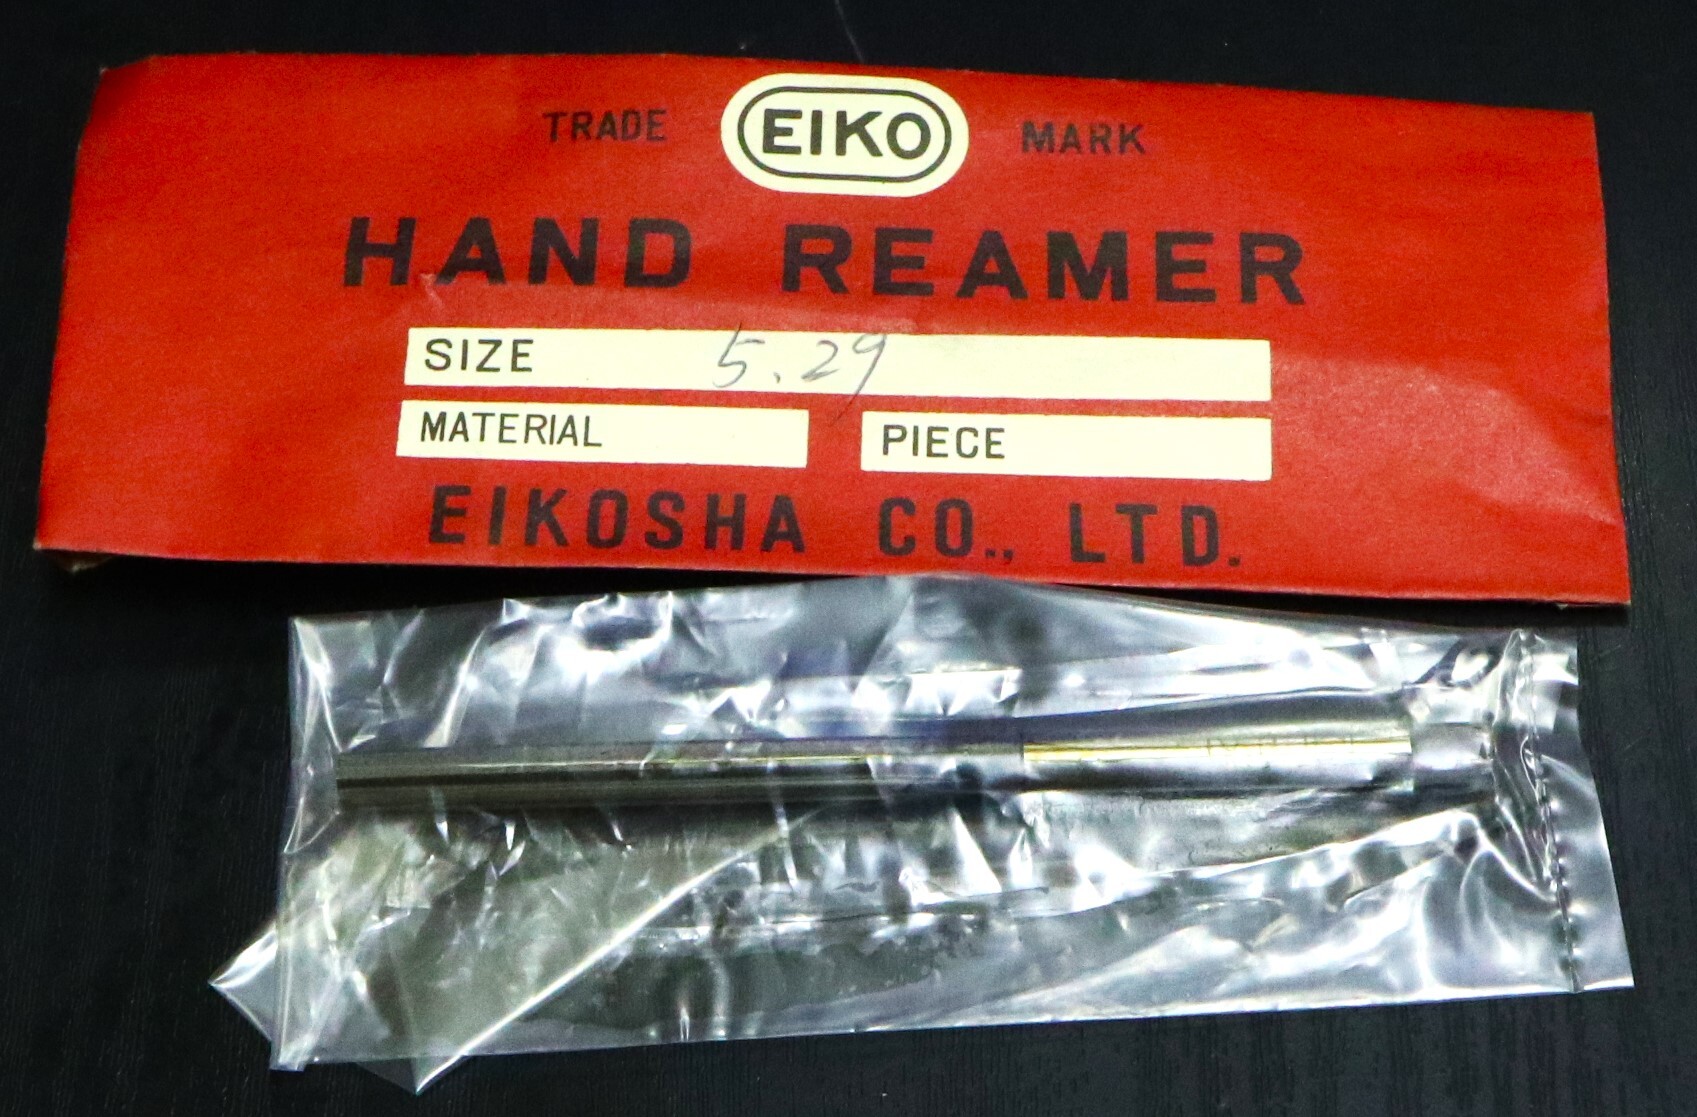 TRADE EIKO MARK
HAND REAMER
SIZE 5.29
MATERIAL PIECE
EIKOSHA CO., LTD.